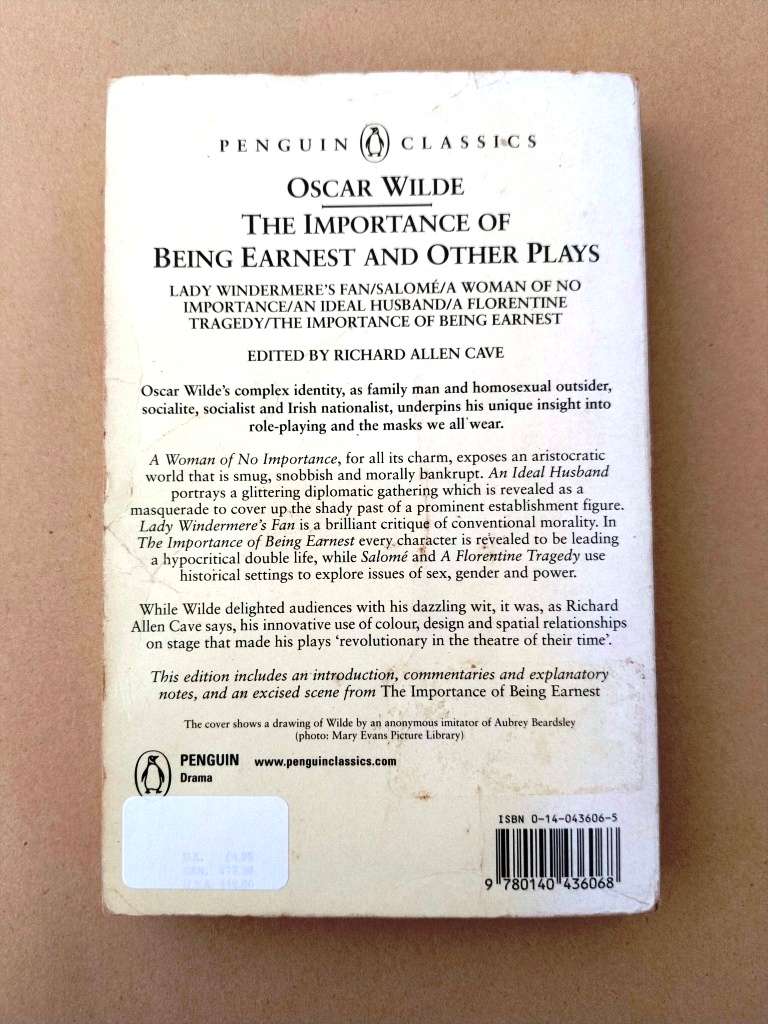 PENGUIN CLASSICS
OSCAR WILDE
THE IMPORTANCE OF
BEING EARNEST AND OTHER PLAYS
LADY WINDERMERE'S FAN/SALOMÉ/A WOMAN OF NO
IMPORTANCE/AN IDEAL HUSBAND/A FLORENTINE
TRAGEDY/THE IMPORTANCE OF BEING EARNEST
EDITED BY RICHARD ALLEN CAVE
Oscar Wilde's complex identity, as family man and homosexual outsider,
socialite, socialist and Irish nationalist, underpins his unique insight into
role-playing and the masks we all wear.
A Woman of No Importance, for all its charm, exposes an aristocratic
world that is smug, snobbish and morally bankrupt. An Ideal Husband
portrays a glittering diplomatic gathering which is revealed as a
masquerade to cover up the shady past of a prominent establishment figure.
Lady Windermere's Fan is a brilliant critique of conventional morality. In
The Importance of Being Earnest every character is revealed to be leading
a hypocritical double life, while Salomé and A Florentine Tragedy use
historical settings to explore issues of sex, gender and power.
While Wilde delighted audiences with his dazzling wit, it was, as Richard
Allen Cave says, his innovative use of colour, design and spatial relationships
on stage that made his plays 'revolutionary in the theatre of their time'.
This edition includes an introduction, commentaries and explanatory
notes, and an excised scene from The Importance of Being Earnest
The cover shows a drawing of Wilde by an anonymous imitator of Aubrey Beardsley
(photo: Mary Evans Picture Library)
PENGUIN www.penguinclassics.com
Drama
ISBN 0-14-043606-5
9 780140 436068